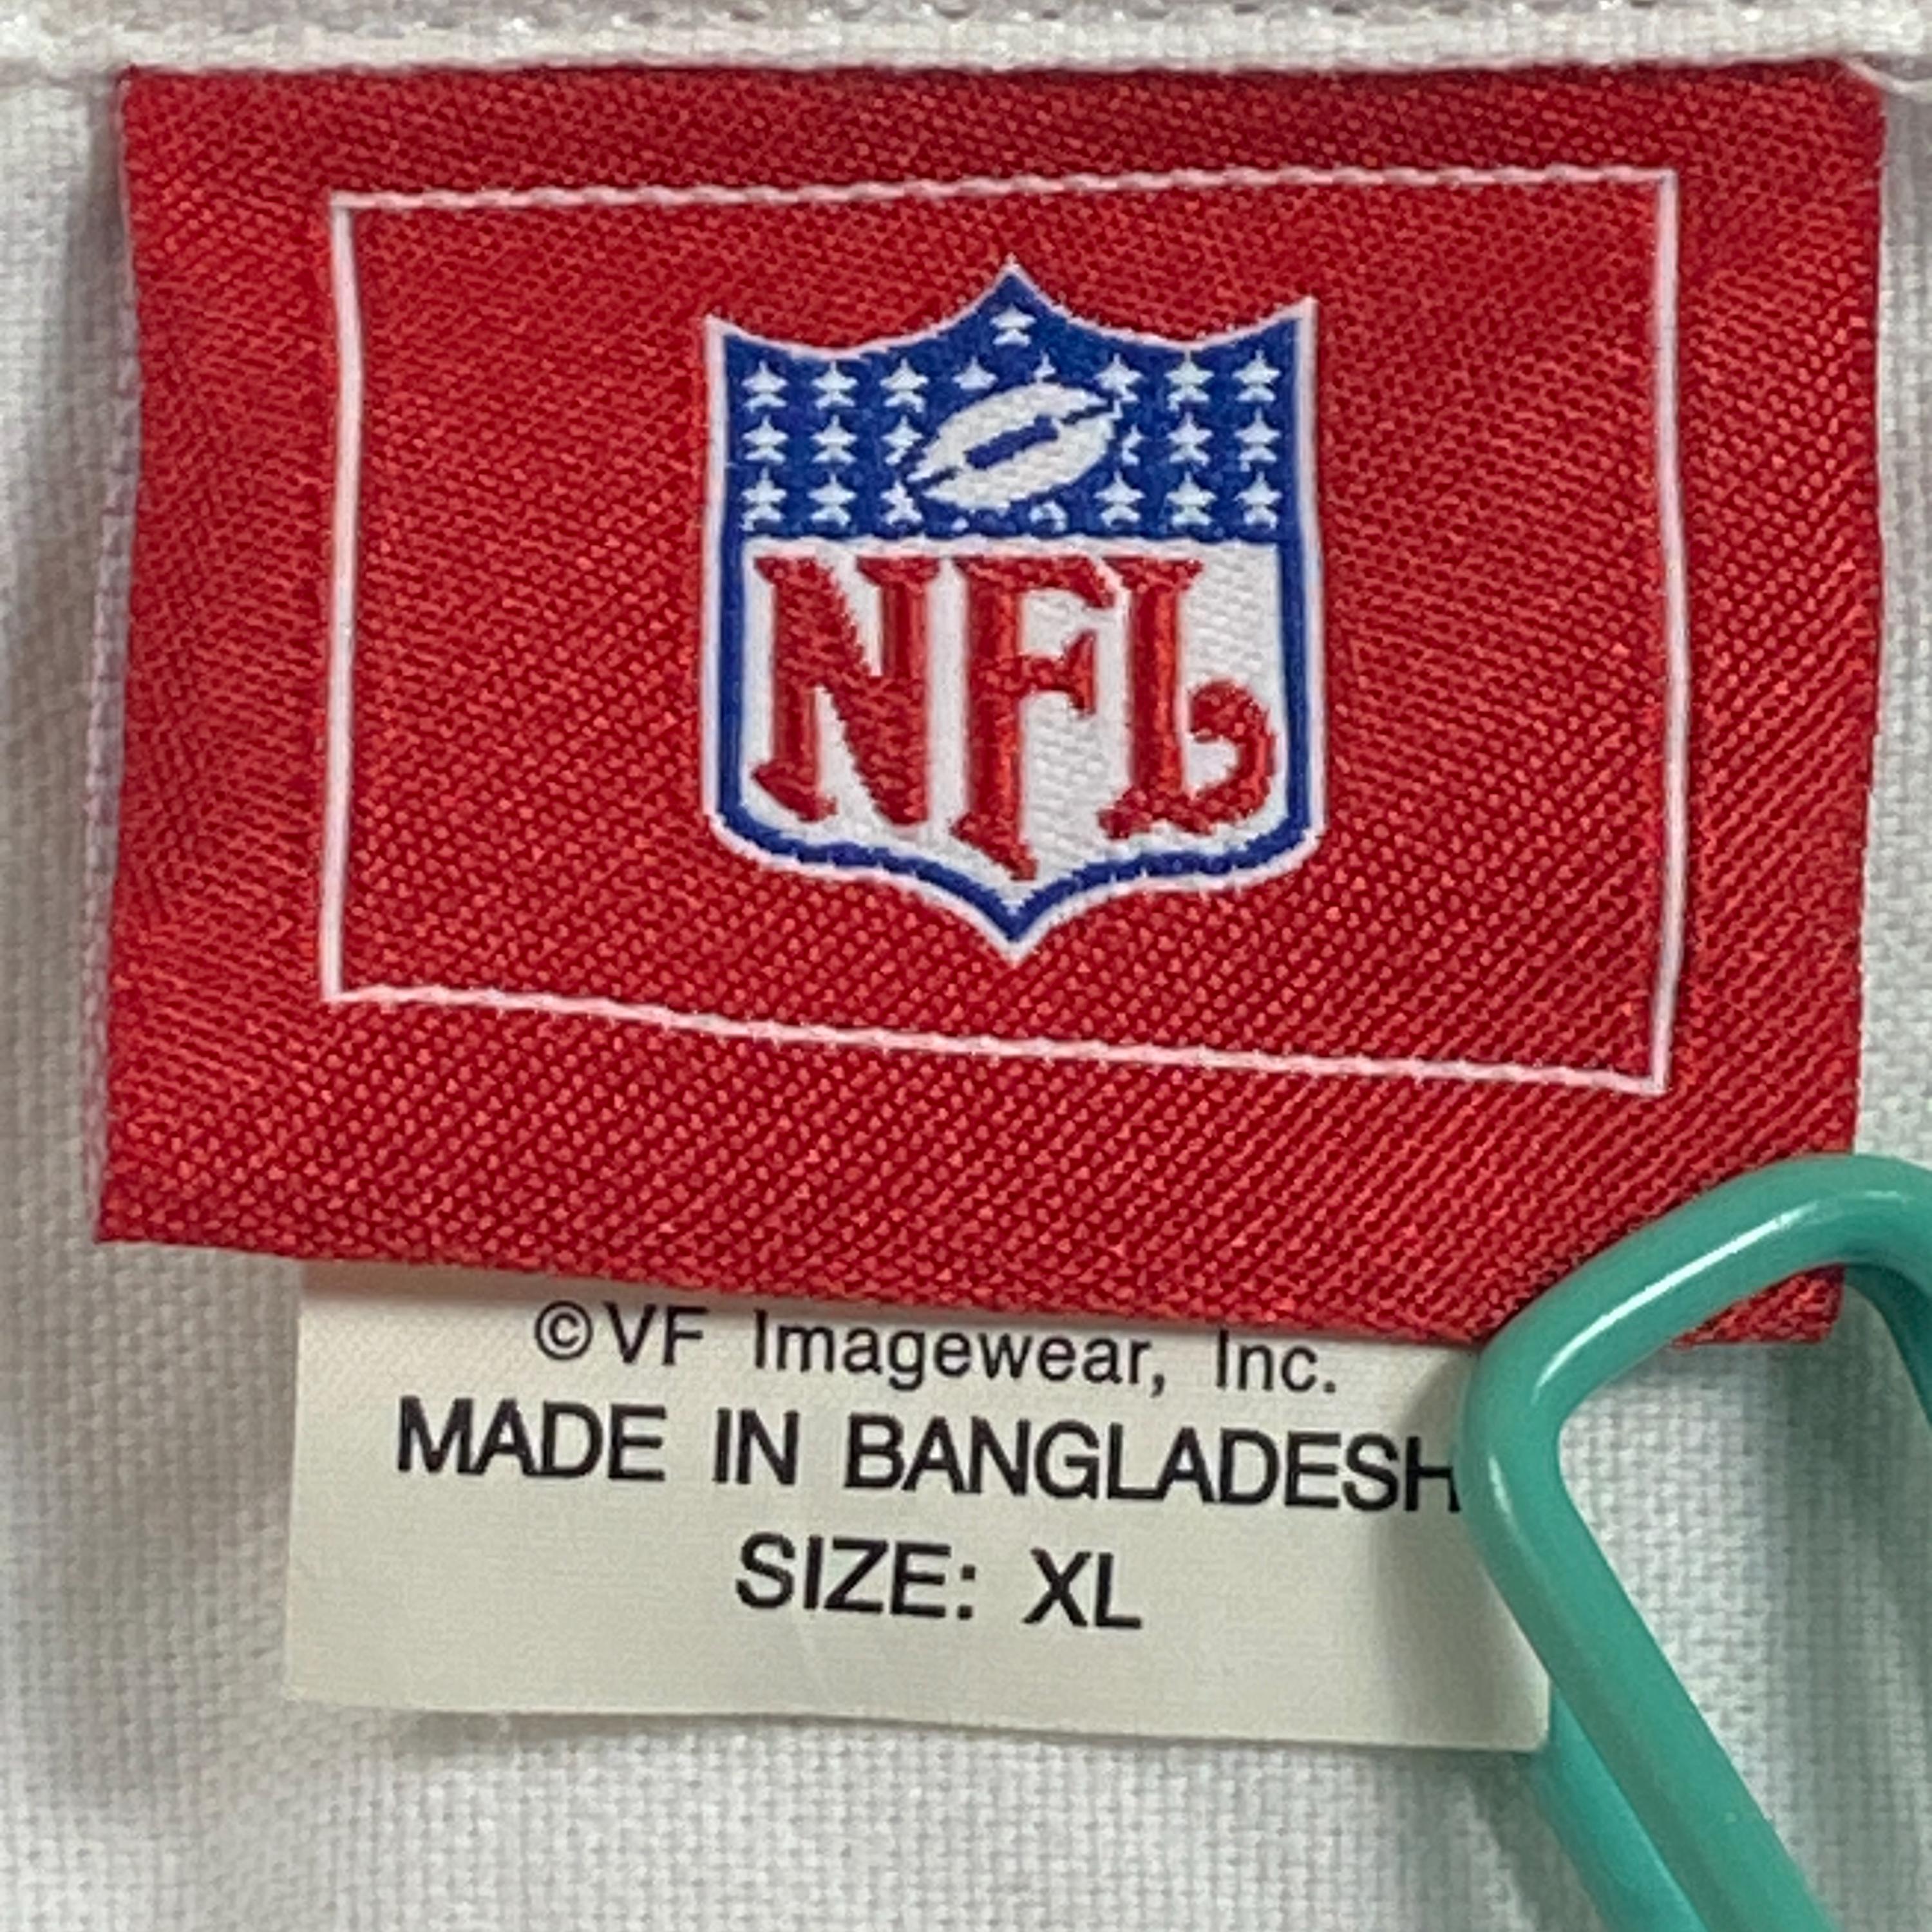 NFL
©VF Imagewear, Inc.
MADE IN BANGLADESH
SIZE: XL